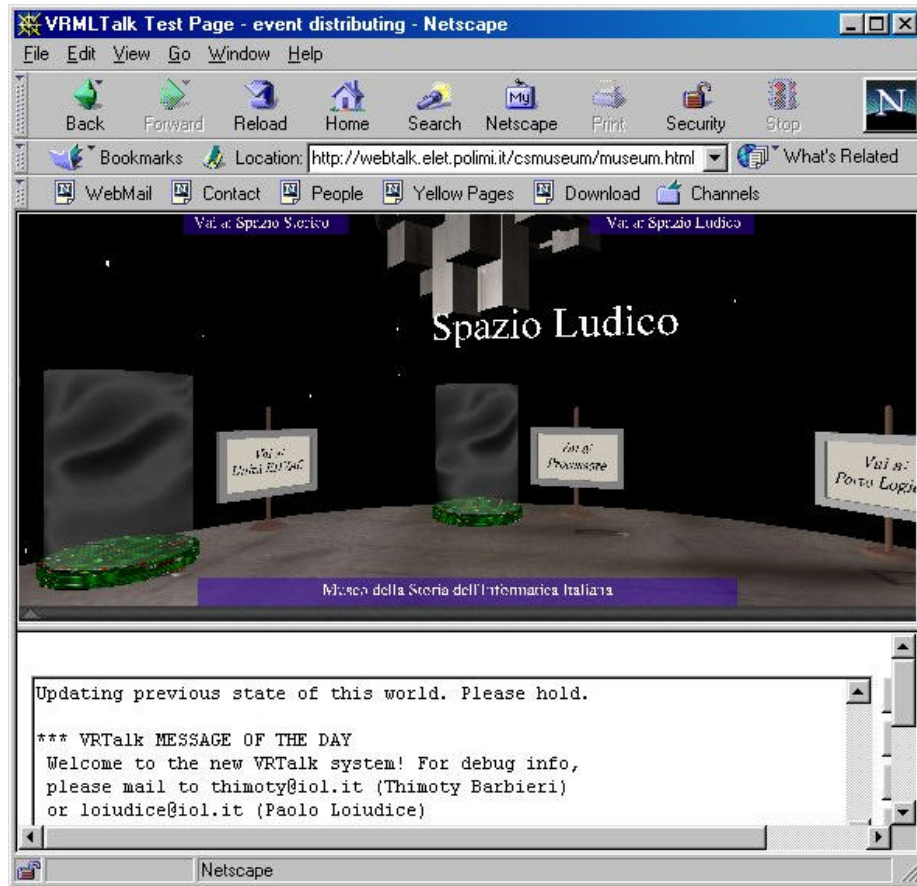 VRMLTalk Test Page - event distributing - Netscape
File Edit View Go Window Help
Back Forward Reload Home Search Netscape Print Security Stop
My
N
Bookmarks Location: http://webtalk.elet.polimi.it/csmuseum/museum.html What's Related
WebMail Contact People Yellow Pages Download Channels
Vai a: Spazio Storico Vai a: Spazio Ludico
Spazio Ludico
Vai a:
Vai a:
Vai a:
Museo della Storia dell'Informatica Italiana
Updating previous state of this world. Please hold.
*** VRTalk MESSAGE OF THE DAY
Welcome to the new VRTalk system! For debug info,
please mail to thimoty@iol.it (Thimoty Barbieri)
or loiudice@iol.it (Paolo Loiudice)
Netscape